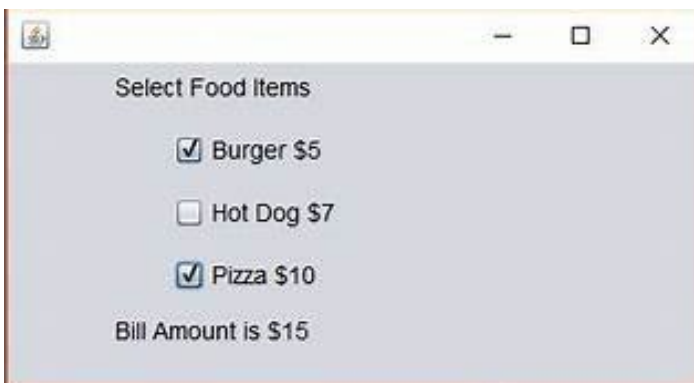 Select Food Items
Burger $5
Hot Dog $7
Pizza $10
Bill Amount is $15